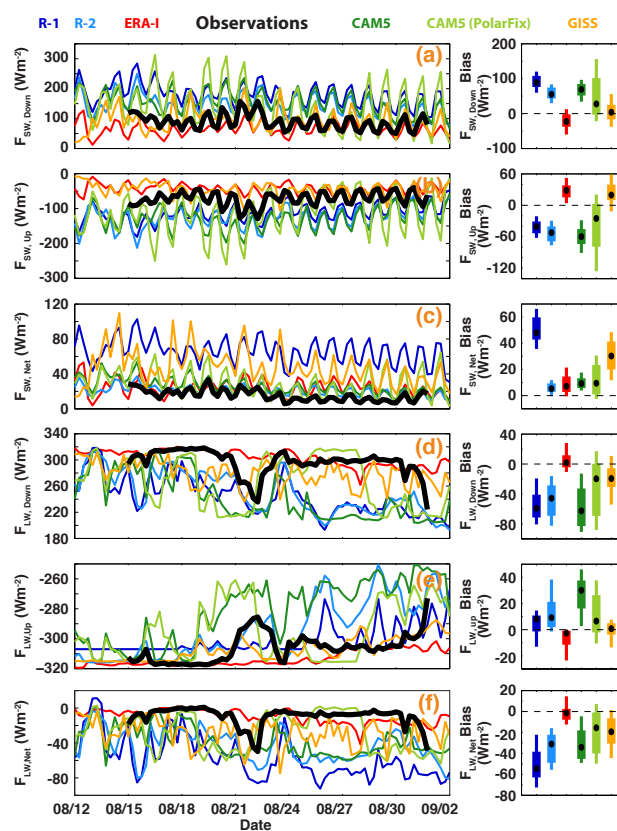 R-1 R-2 ERA-I Observations CAM5 CAM5 (PolarFix) GISS
(a)
F_SW, Down (Wm⁻²)
300
200
100
0
F_SW, Down Bias (Wm⁻²)
200
100
0
-100
F_SW, Up (Wm⁻²)
0
-100
-200
-300
F_SW, Up Bias (Wm⁻²)
60
0
-60
-120
(c)
F_SW, Net (Wm⁻²)
120
80
40
0
F_SW, Net Bias (Wm⁻²)
60
40
20
0
(d)
F_LW, Down (Wm⁻²)
340
300
260
220
180
F_LW, Down Bias (Wm⁻²)
40
0
-40
-80
(e)
F_LW,Up (Wm⁻²)
-260
-280
-300
-320
F_LW, up Bias (Wm⁻²)
60
40
20
0
-20
(f)
F_LW,Net (Wm⁻²)
0
-40
-80
F_LW, Net Bias (Wm⁻²)
20
0
-20
-40
-60
-80
08/12 08/15 08/18 08/21 08/24 08/27 08/30 09/02
Date